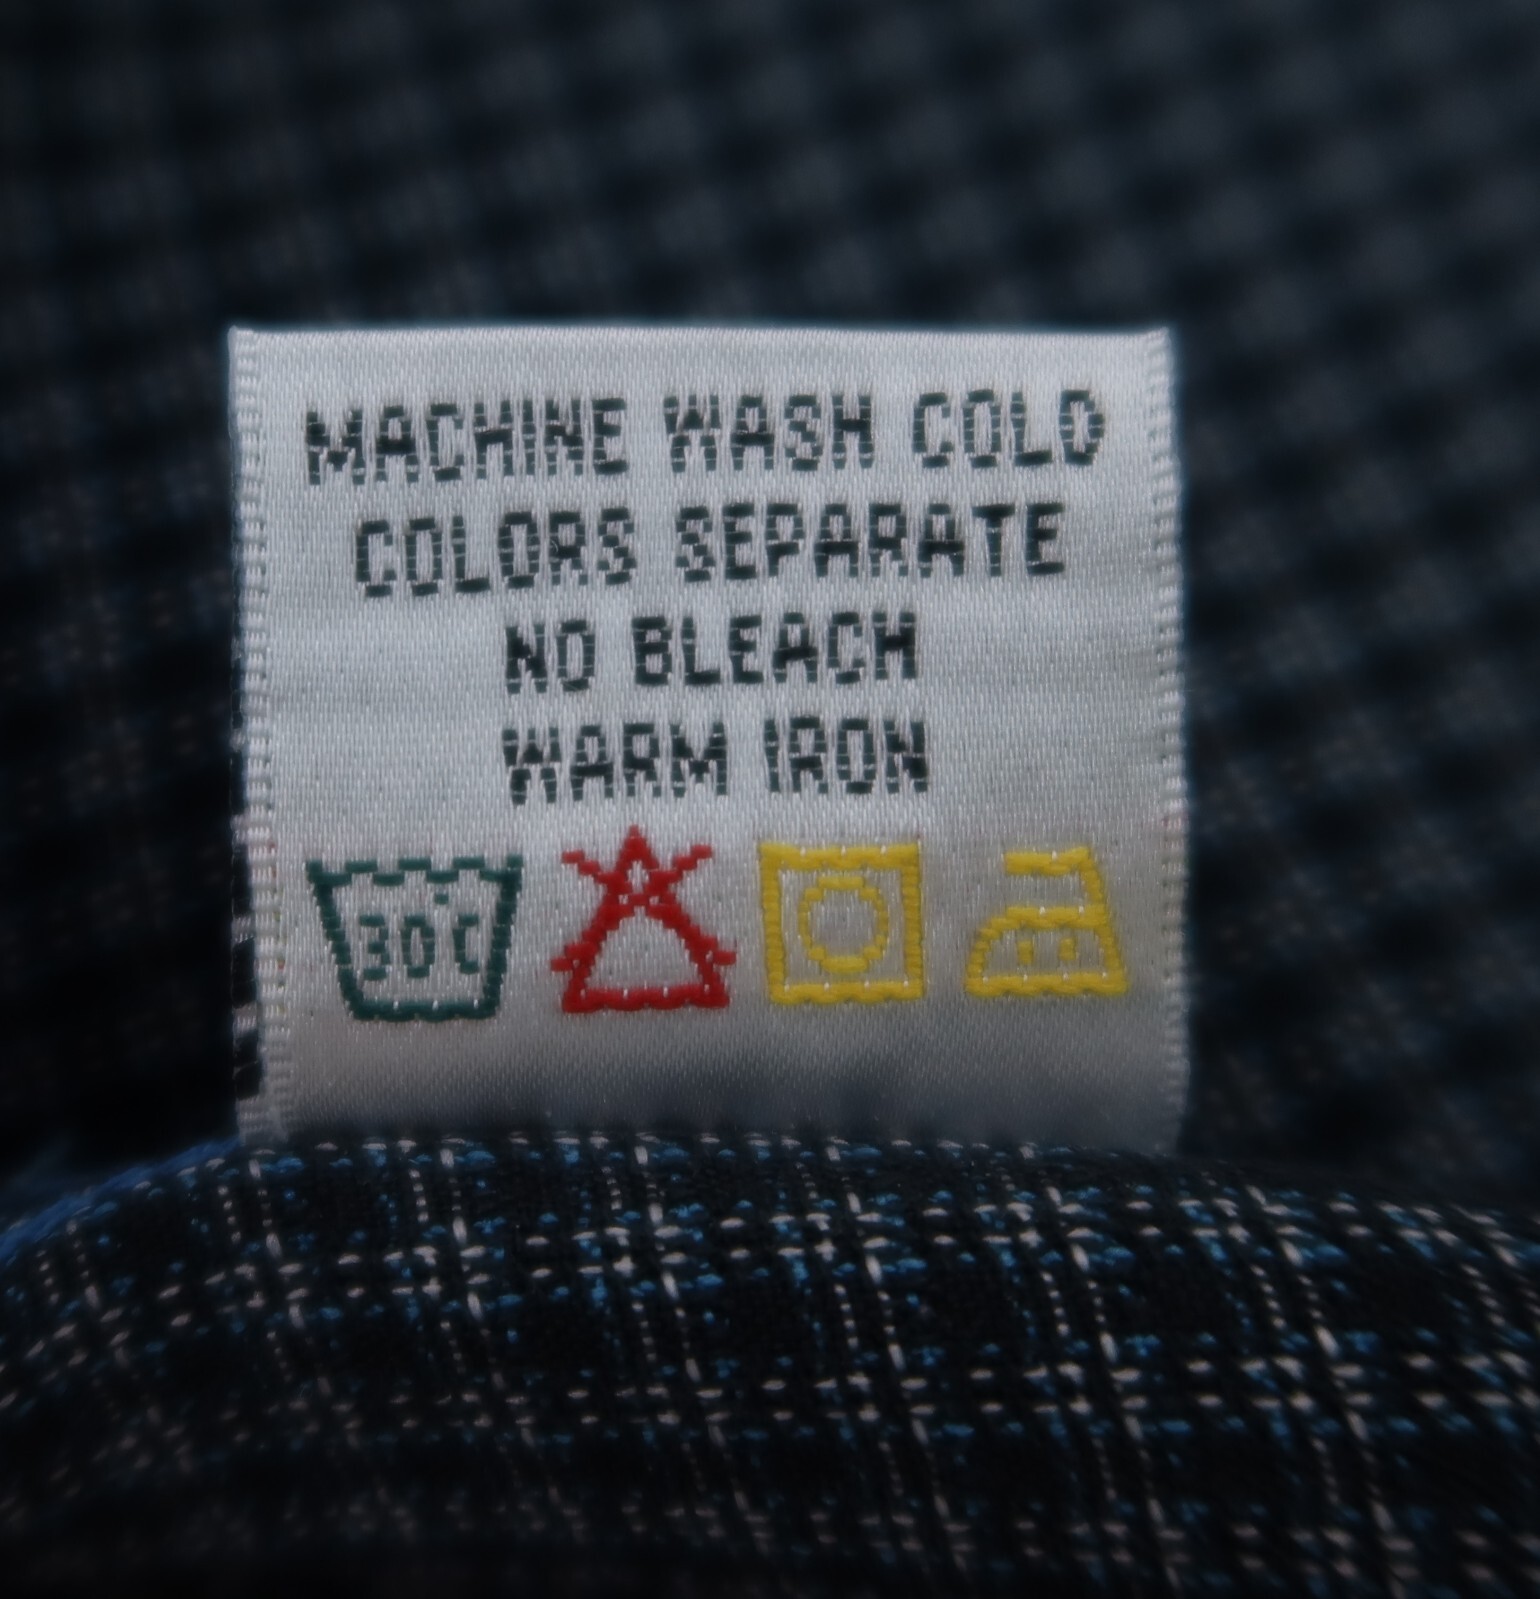 MACHINE WASH COLD
COLORS SEPARATE
NO BLEACH
WARM IRON
30°C